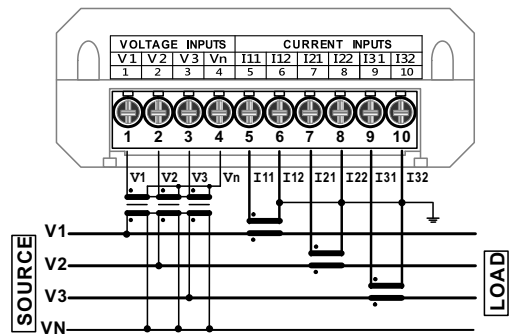 VOLTAGE INPUTS CURRENT INPUTS
V1 V2 V3 Vn I11 I12 I21 I22 I31 I32
1 2 3 4 5 6 7 8 9 10
1 2 3 4 5 6 7 8 9 10
V1 V2 V3 Vn I11 I12 I21 I22 I31 I32
SOURCE
V1
V2
V3
VN
LOAD